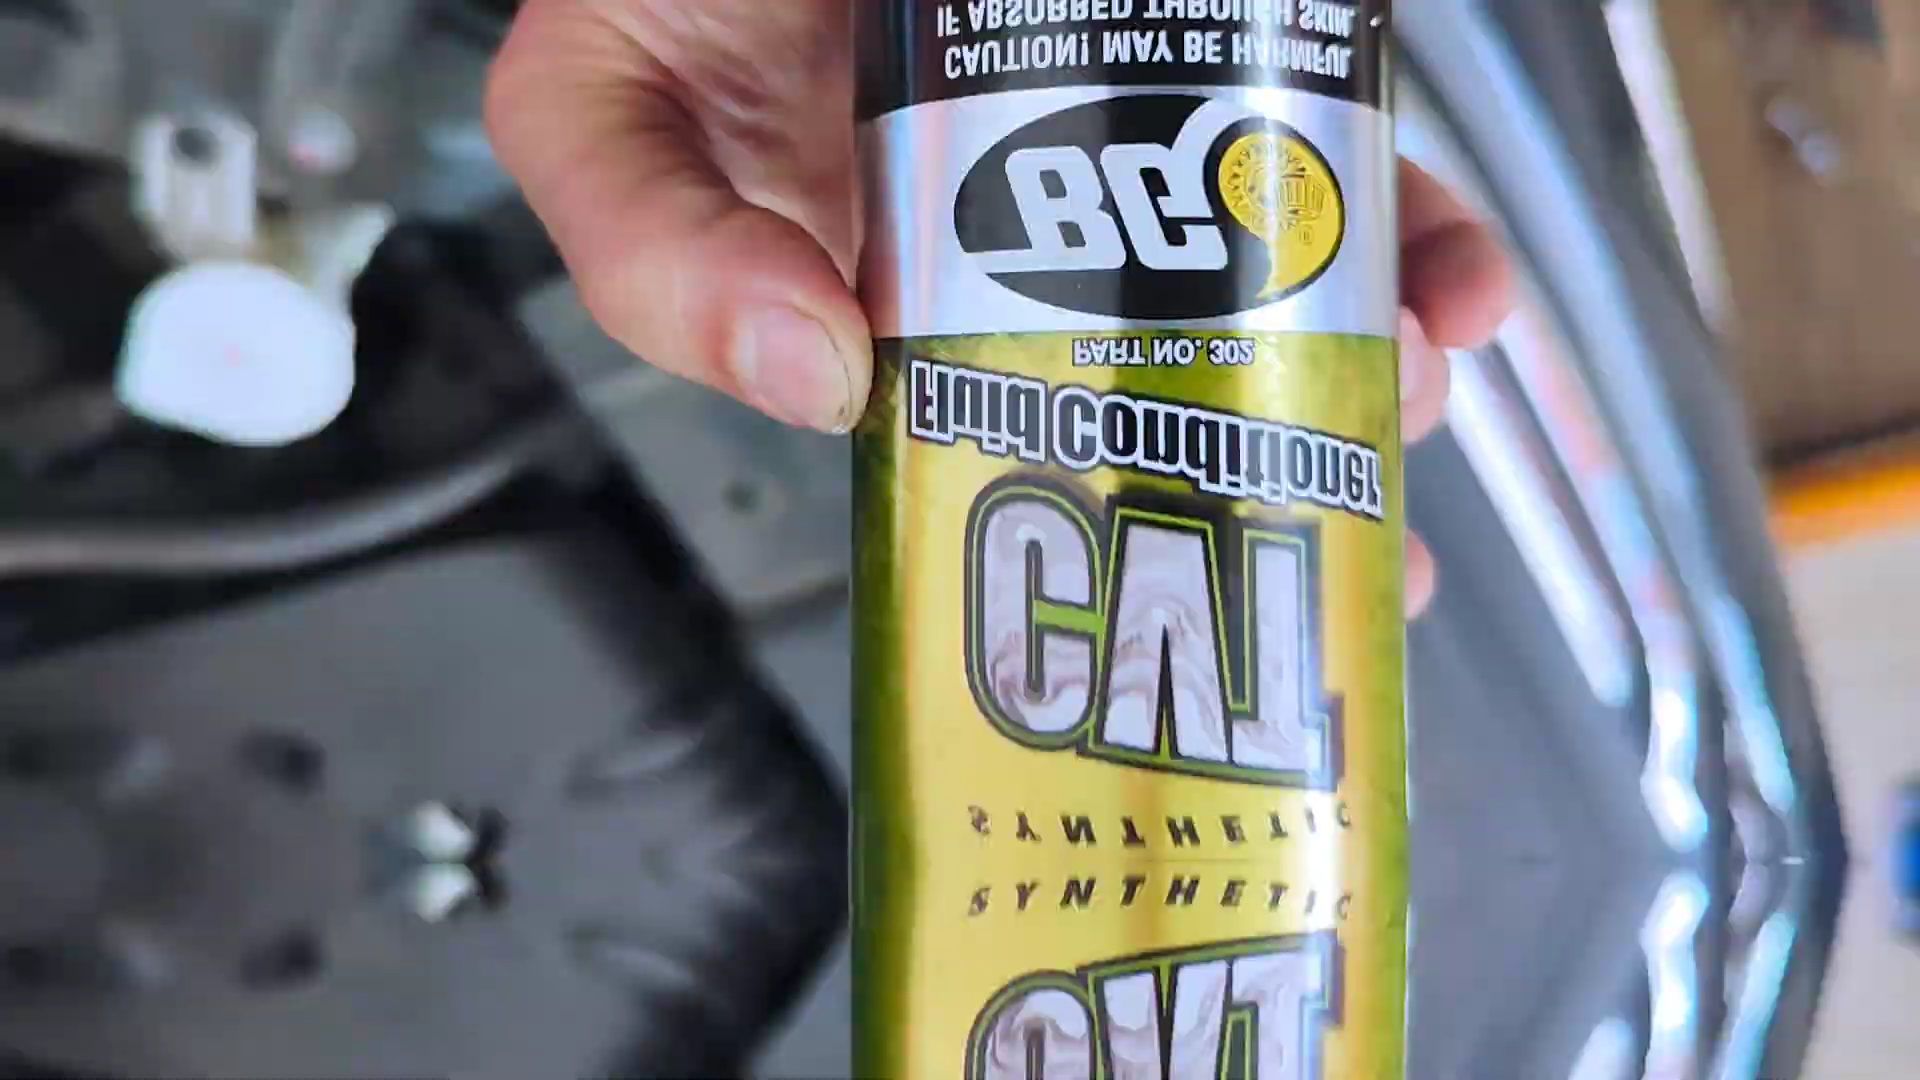 IF ABSORBED THROUGH SKIN.
CAUTION! MAY BE HARMFUL
BG
PART NO. 302
Fluid Conditioner
CVT
SYNTHETIC
SYNTHETIC
CVT